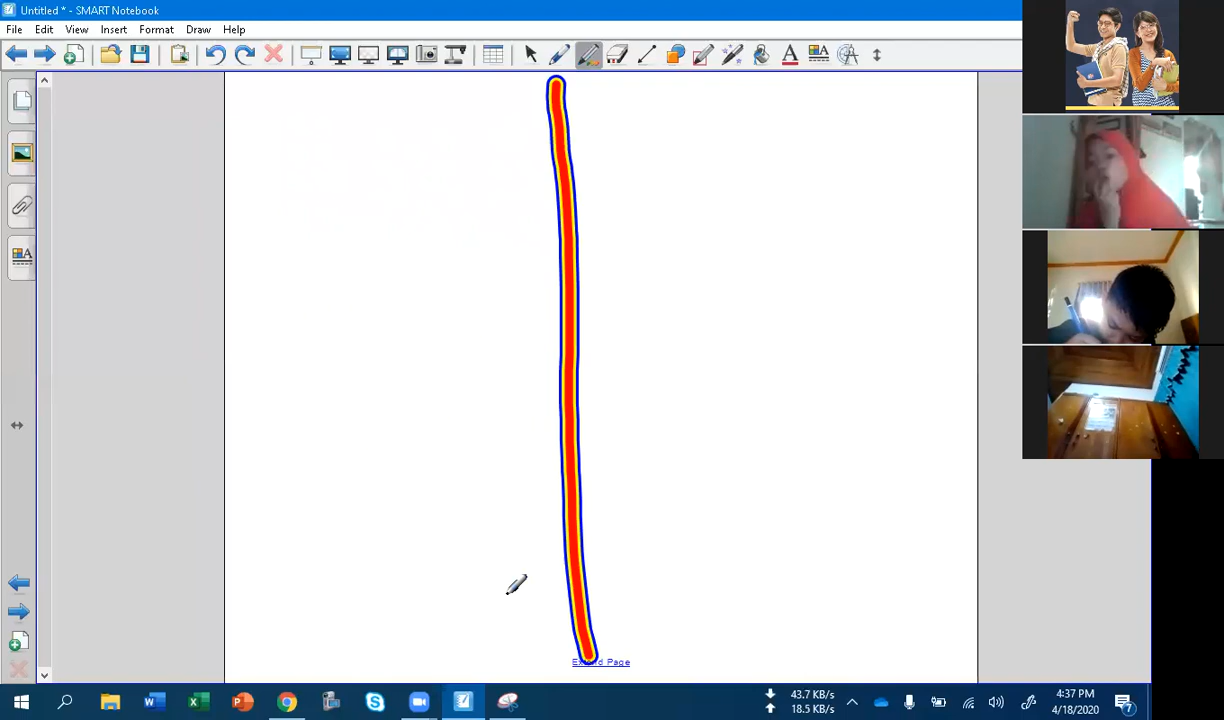 Untitled * - SMART Notebook
File Edit View Insert Format Draw Help
Extend Page
43.7 KB/s
18.5 KB/s
4:37 PM
4/18/2020
7